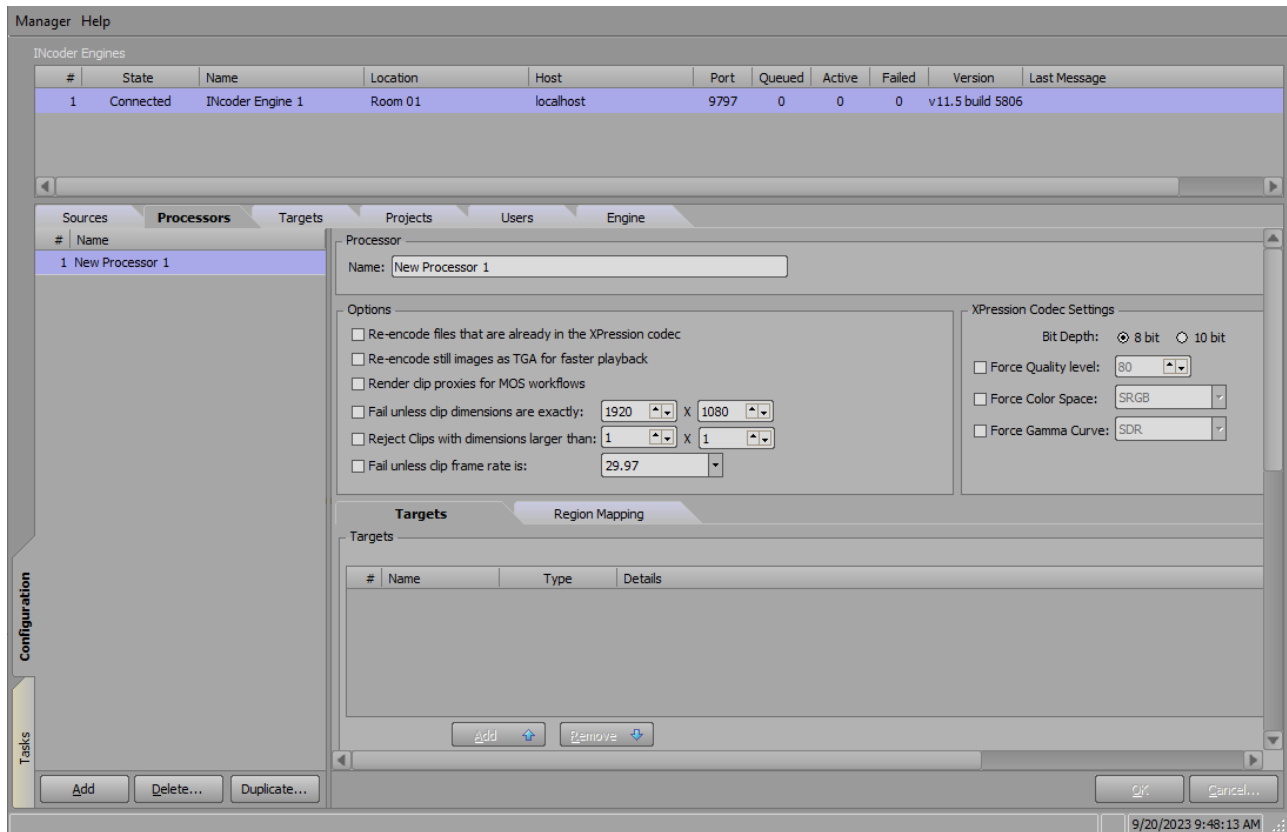 Manager Help
INcoder Engines
# State Name Location Host Port Queued Active Failed Version Last Message
1 Connected INcoder Engine 1 Room 01 localhost 9797 0 0 0 v11.5 build 5806
Sources Processors Targets Projects Users Engine
# Name
1 New Processor 1
Processor
Name: New Processor 1
Options
Re-encode files that are already in the XPression codec
Re-encode still images as TGA for faster playback
Render clip proxies for MOS workflows
Fail unless clip dimensions are exactly: 1920 X 1080
Reject Clips with dimensions larger than: 1 X 1
Fail unless clip frame rate is: 29.97
XPression Codec Settings
Bit Depth: 8 bit 10 bit
Force Quality level: 80
Force Color Space: SRGB
Force Gamma Curve: SDR
Targets Region Mapping
Targets
# Name Type Details
Add Remove
Configuration
Tasks
Add Delete... Duplicate...
OK Cancel...
9/20/2023 9:48:13 AM